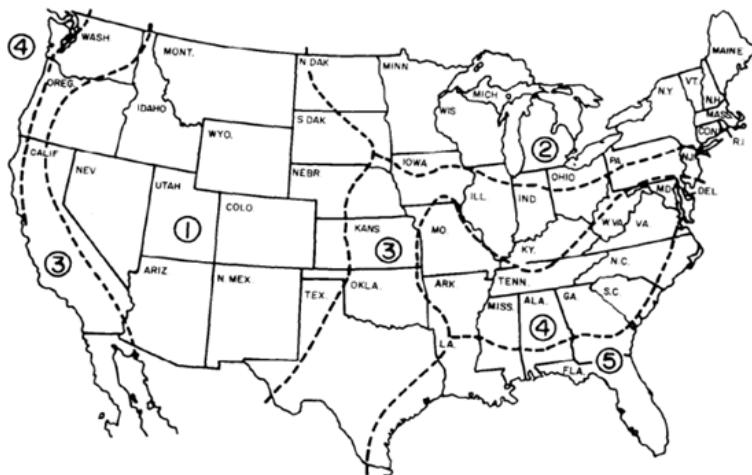 ④
WASH
MONT.
N DAK
MINN
MAINE
OREG.
IDAHO
S DAK
WIS
MICH
N.Y
VT.
N.H
MASS
CON
R.I
WYO.
CALIF
NEV
UTAH
NEBR
IOWA
②
OHIO
PA
NJ
COLO
ILL
IND
MD
DEL
①
KANS
③
MO.
W.VA
VA.
KY.
③
ARIZ
N MEX
OKLA.
ARK
TENN.
N.C.
TEX.
MISS
ALA.
GA.
S.C.
④
LA.
⑤
FLA.